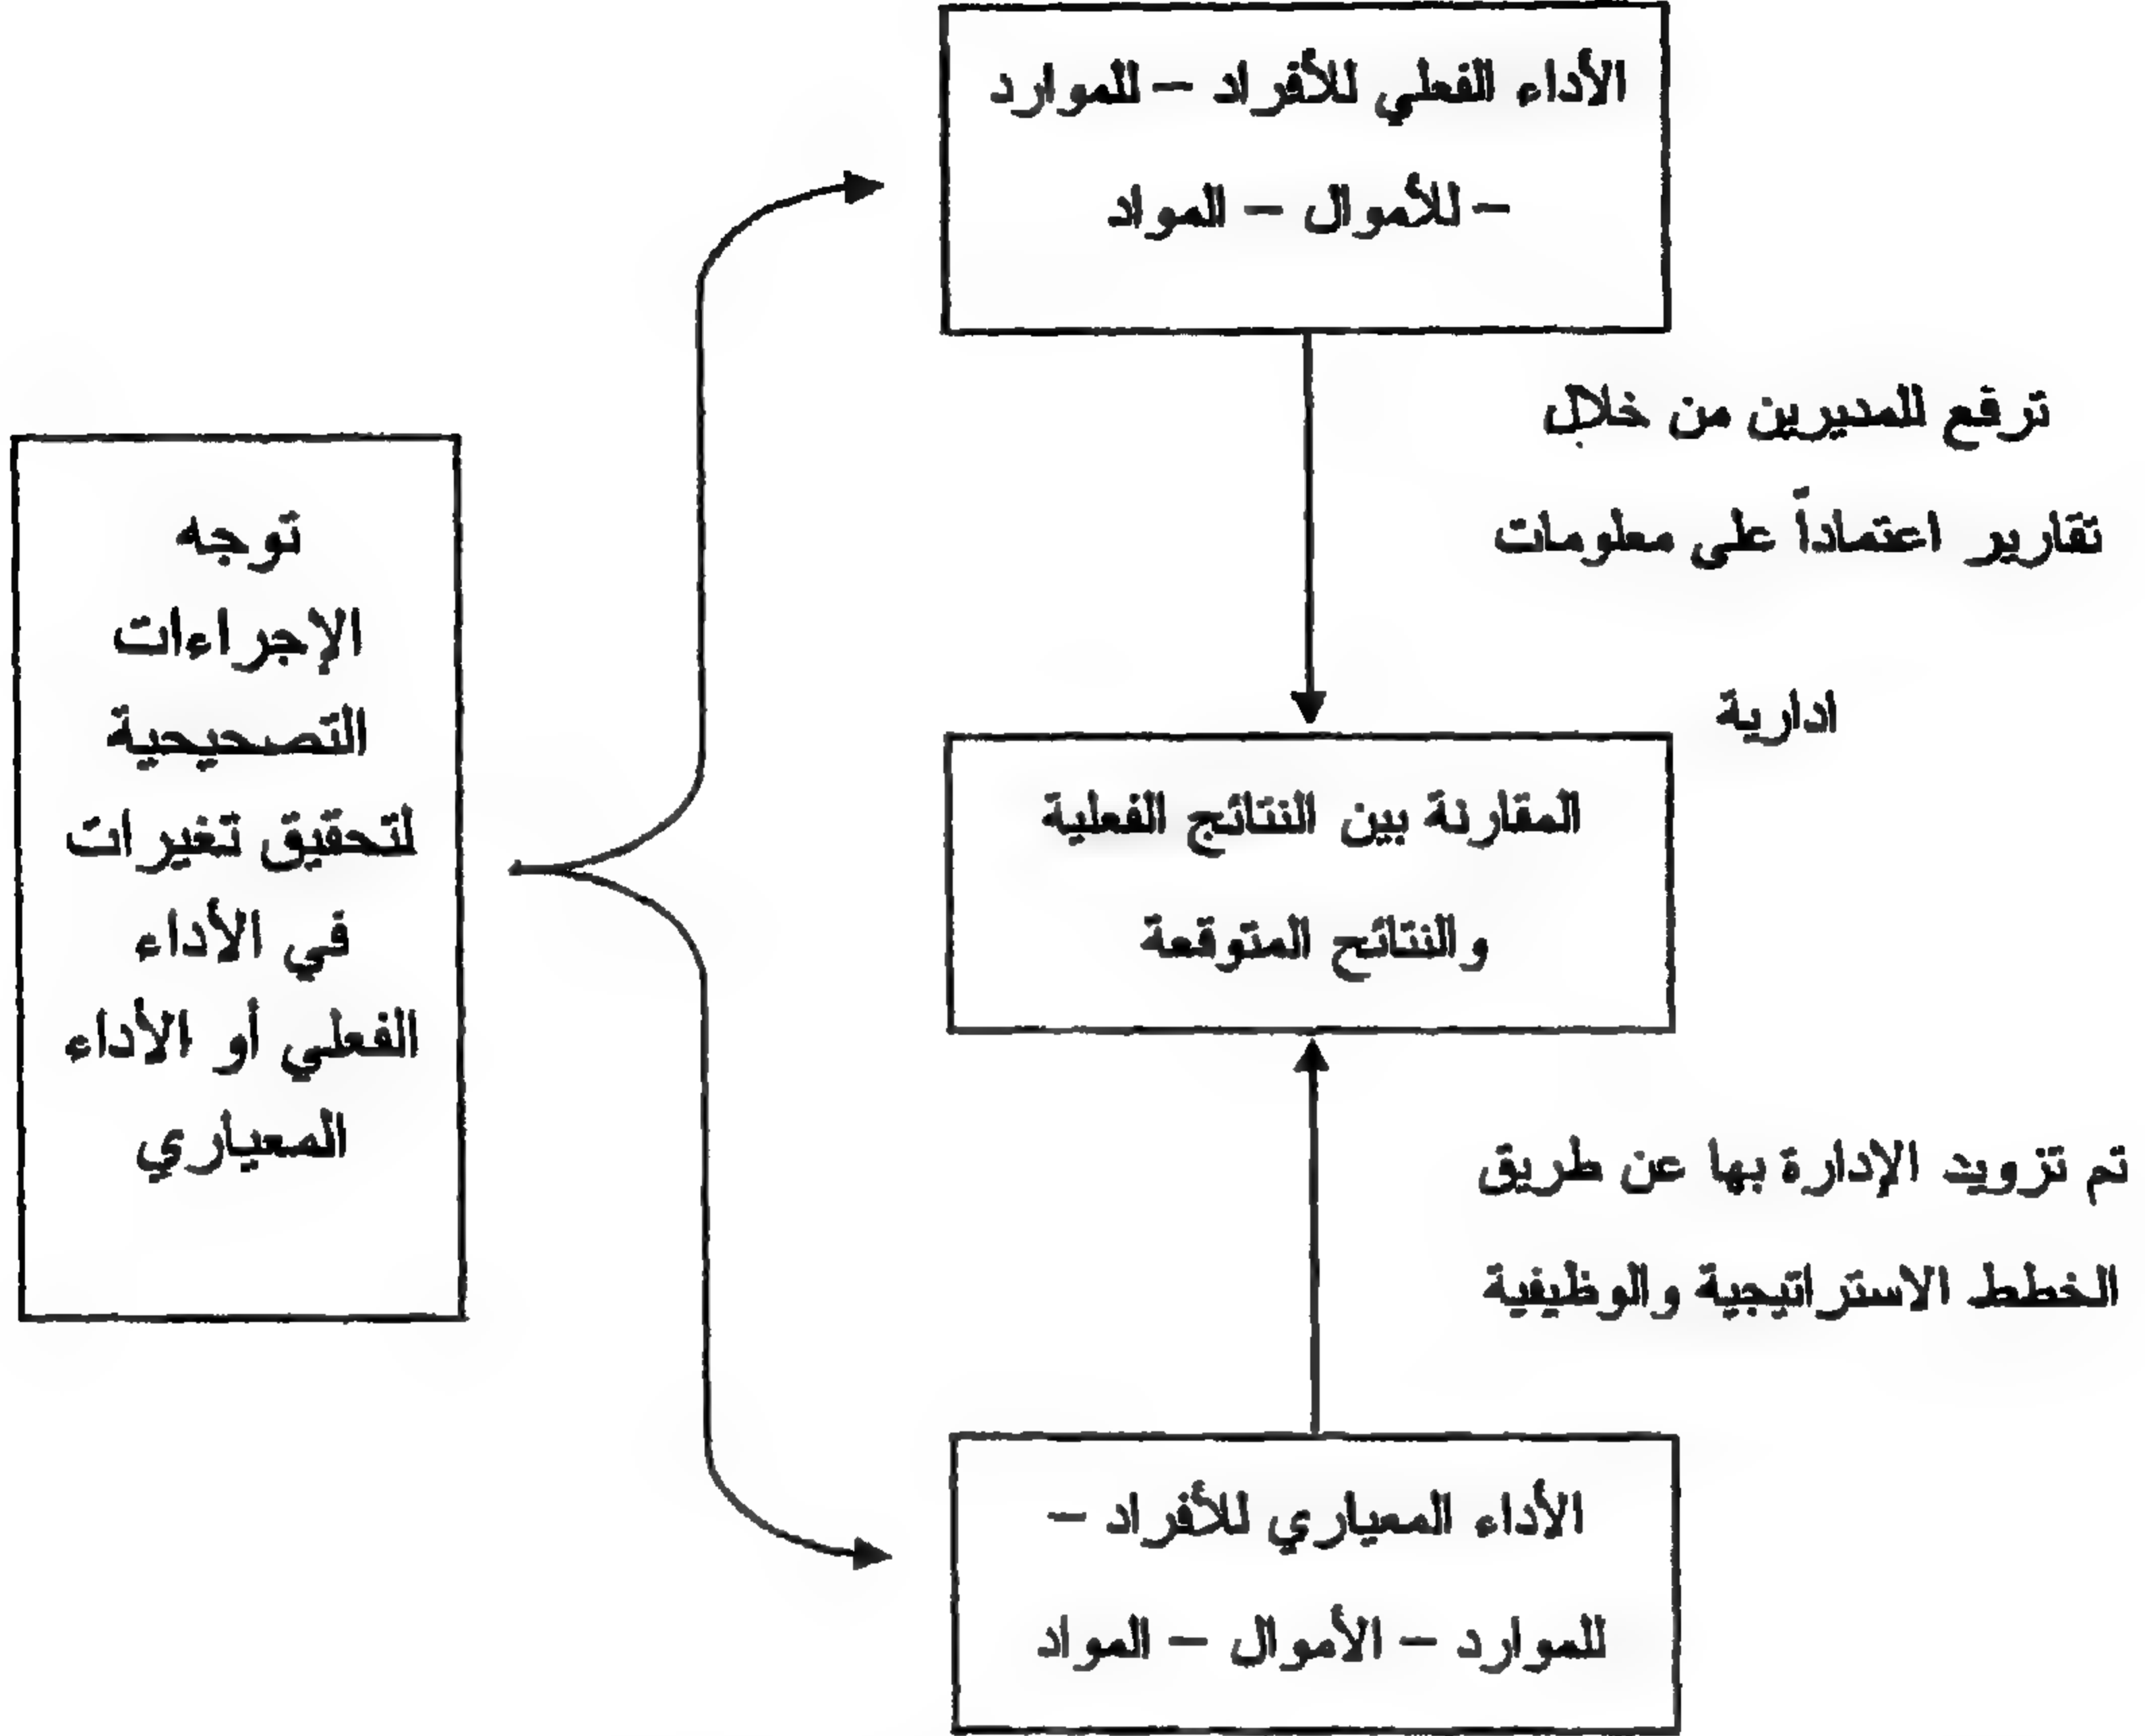 الأداء الفعلي للأفراد – للموارد
– للأموال – المواد
ترفع للمديرين من خلال
تقارير اعتماداً على معلومات
ادارية
المقارنة بين النتائج الفعلية
والنتائج المتوقعة
تم تزويد الإدارة بها عن طريق
الخطط الاستراتيجية والوظيفية
الأداء المعياري للأفراد –
للموارد – الأموال – المواد
توجه
الإجراءات
التصحيحية
لتحقيق تغيرات
في الأداء
الفعلي أو الأداء
المعياري